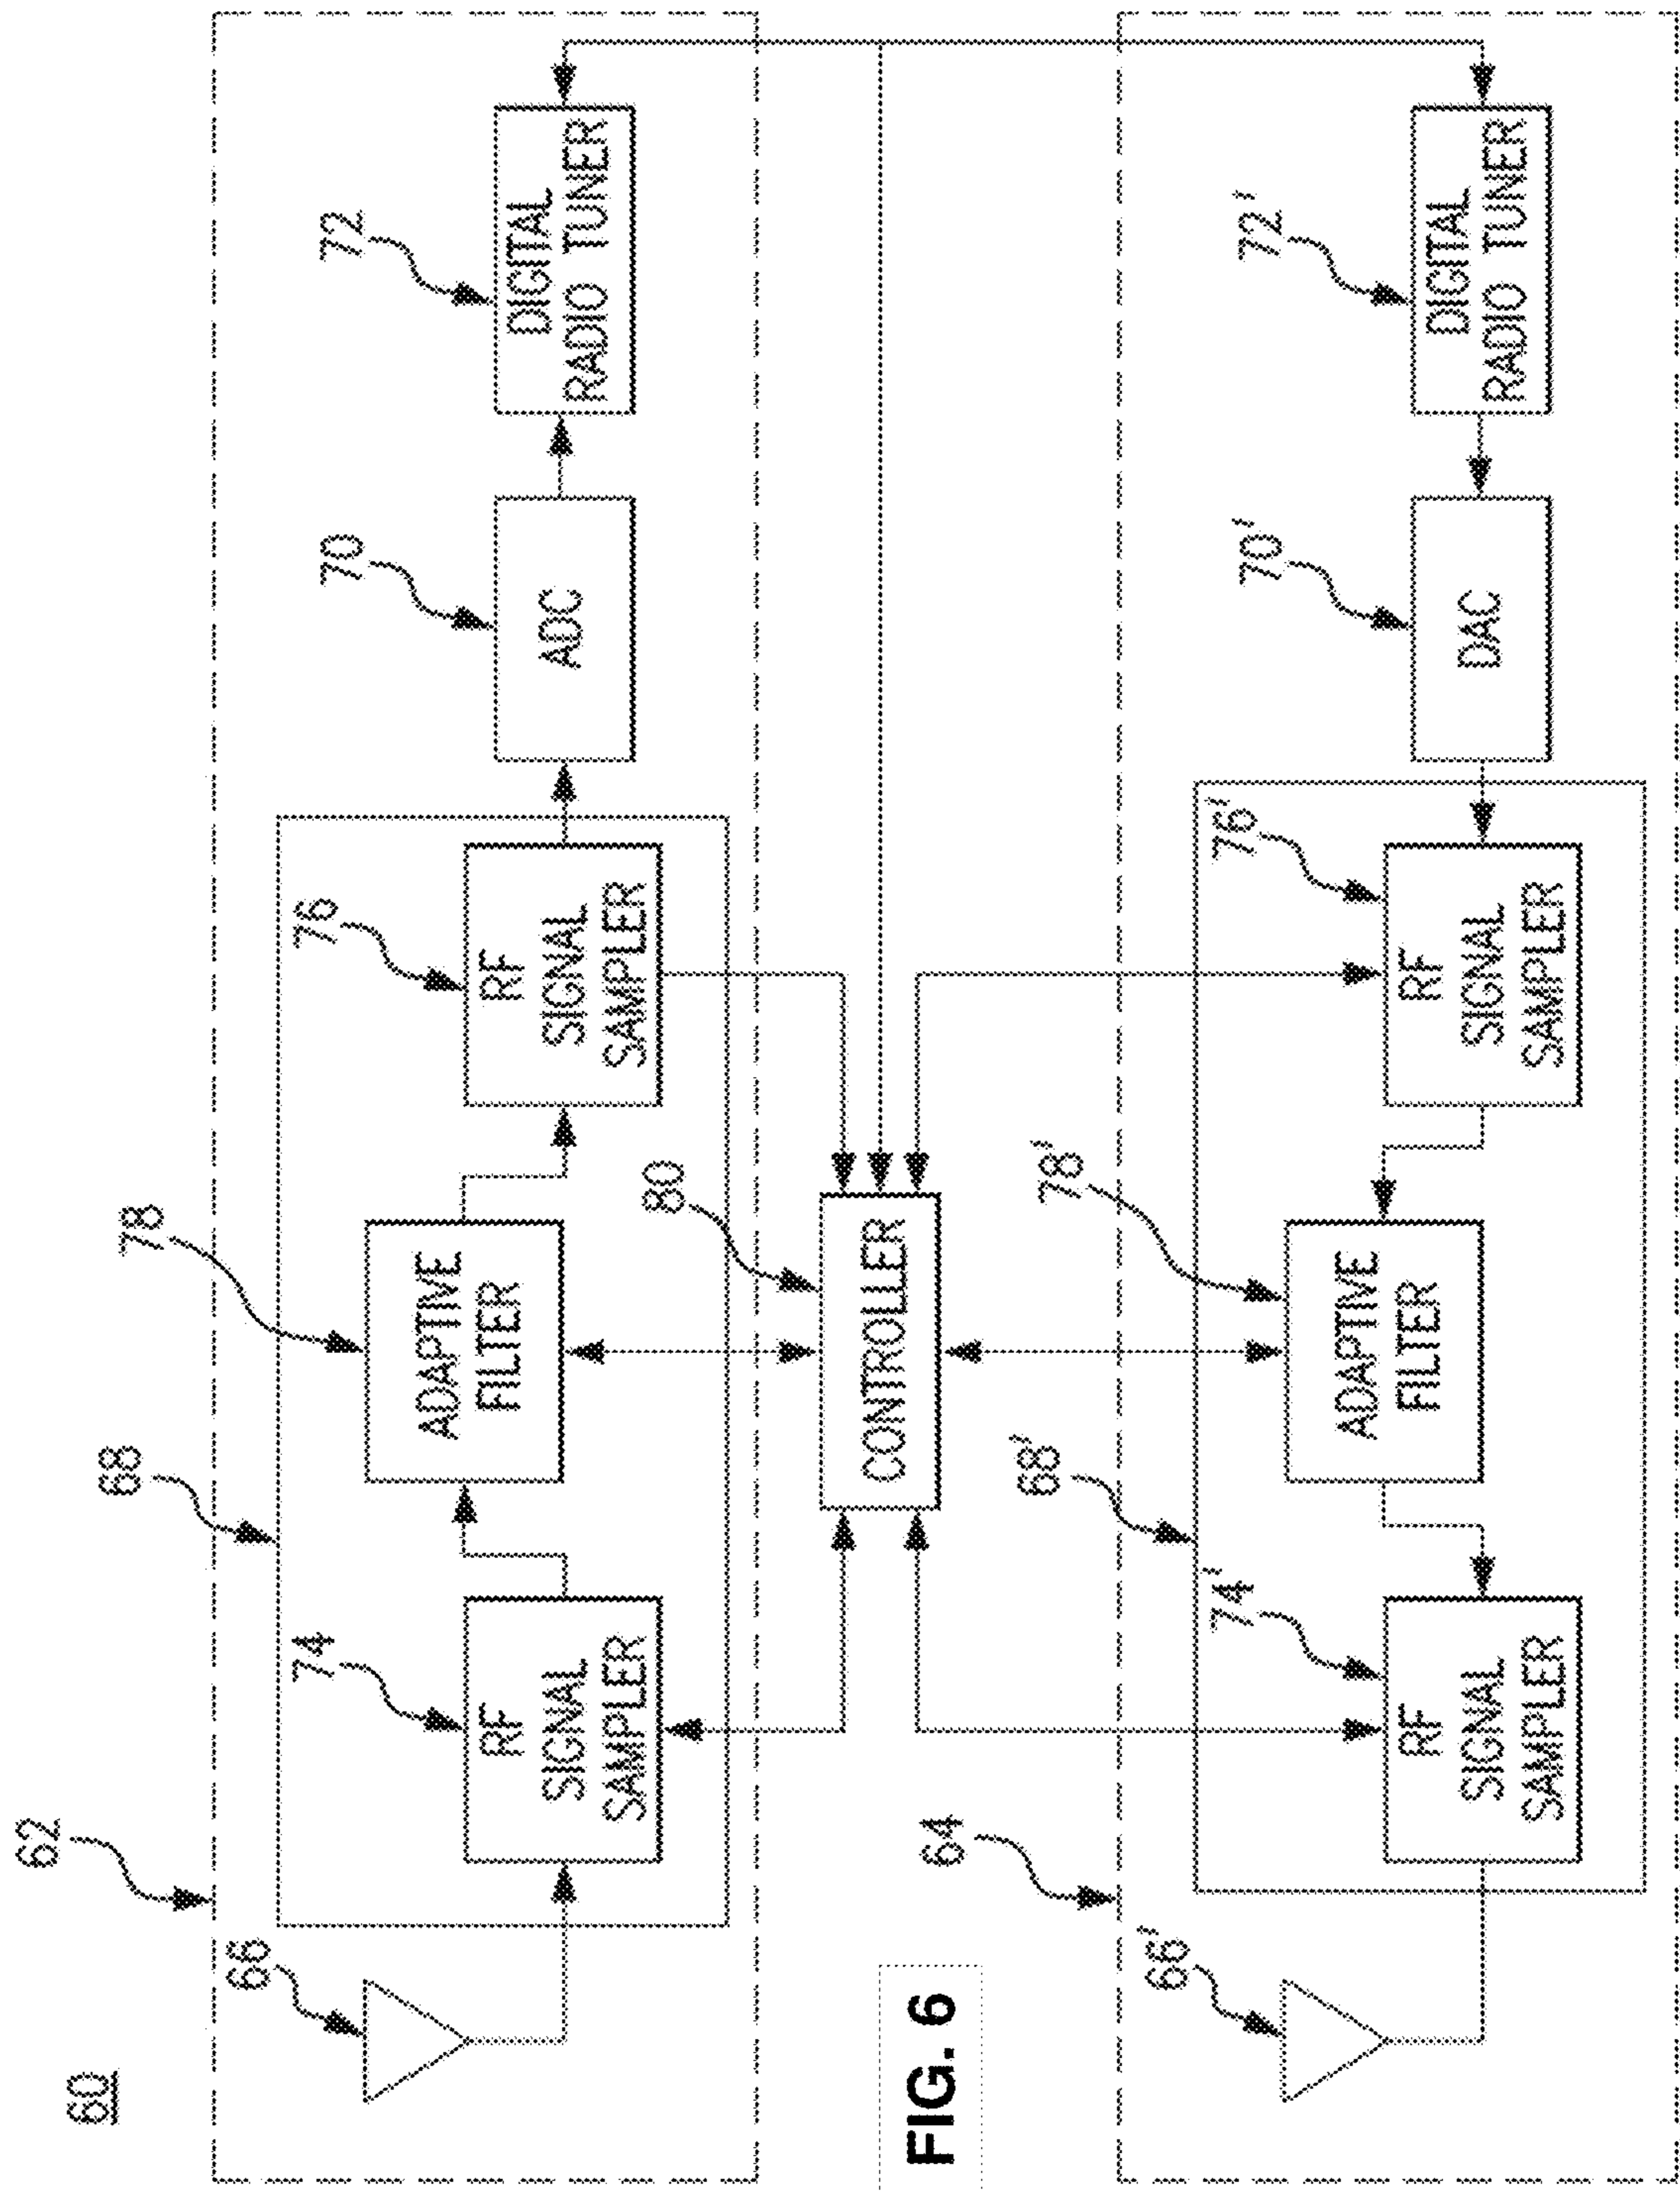 60
62
66
68
74
RF
SIGNAL
SAMPLER
78
ADAPTIVE
FILTER
76
RF
SIGNAL
SAMPLER
70
ADC
72
DIGITAL
RADIO TUNER
80
CONTROLLER
FIG. 6
64
66'
68'
74'
RF
SIGNAL
SAMPLER
78'
ADAPTIVE
FILTER
76'
RF
SIGNAL
SAMPLER
70'
DAC
72'
DIGITAL
RADIO TUNER